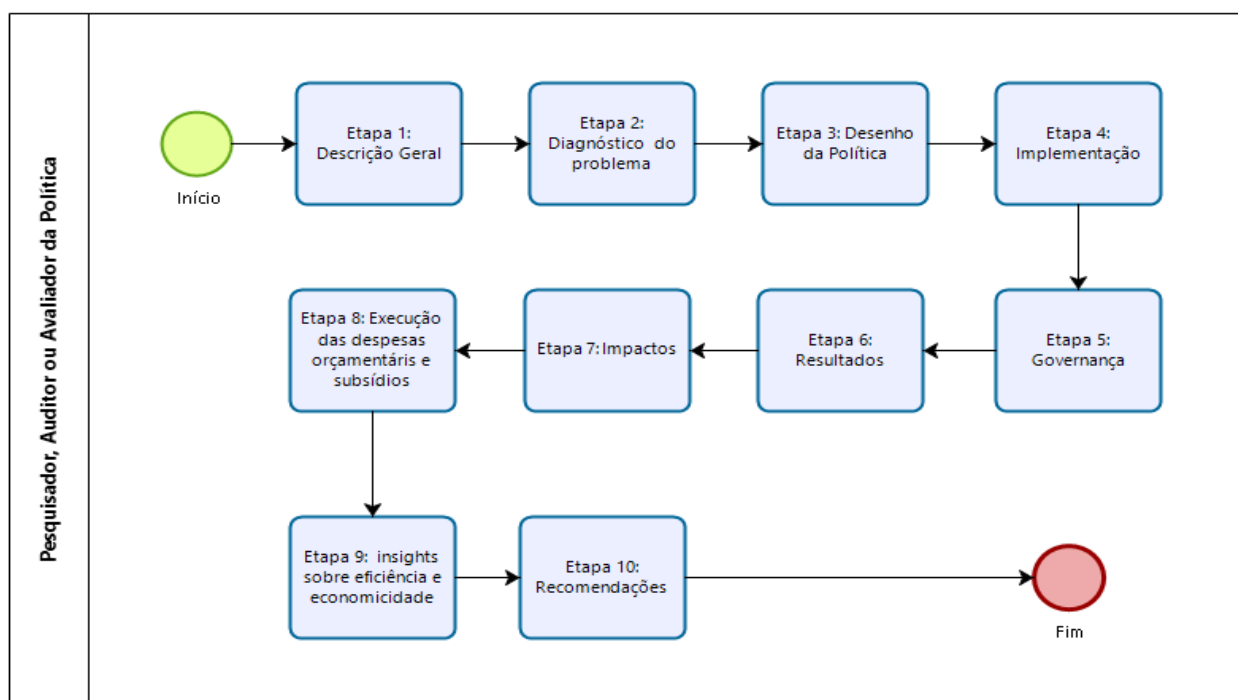 Pesquisador, Auditor ou Avaliador da Política
Início
Etapa 1:
Descrição Geral
Etapa 2:
Diagnóstico do
problema
Etapa 3: Desenho
da Política
Etapa 4:
Implementação
Etapa 5:
Governança
Etapa 6:
Resultados
Etapa 7: Impactos
Etapa 8: Execução
das despesas
orçamentáris e
subsídios
Etapa 9: insights
sobre eficiência e
economicidade
Etapa 10:
Recomendações
Fim